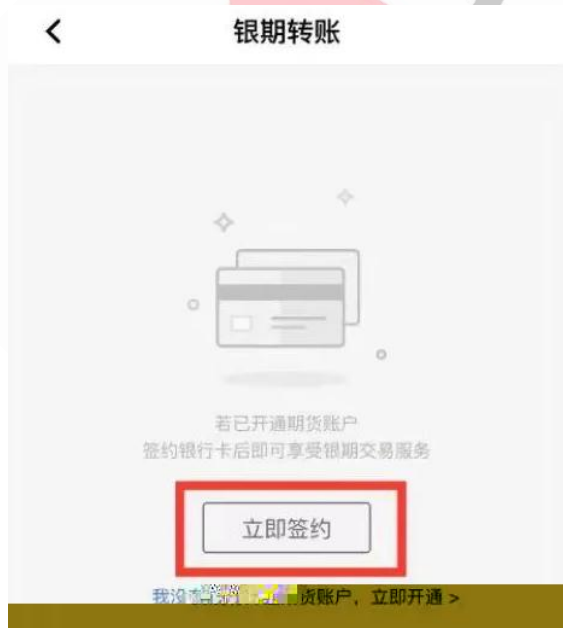 银期转账
若已开通期货账户
签约银行卡后即可享受银期交易服务
立即签约
我没 货账户，立即开通 >